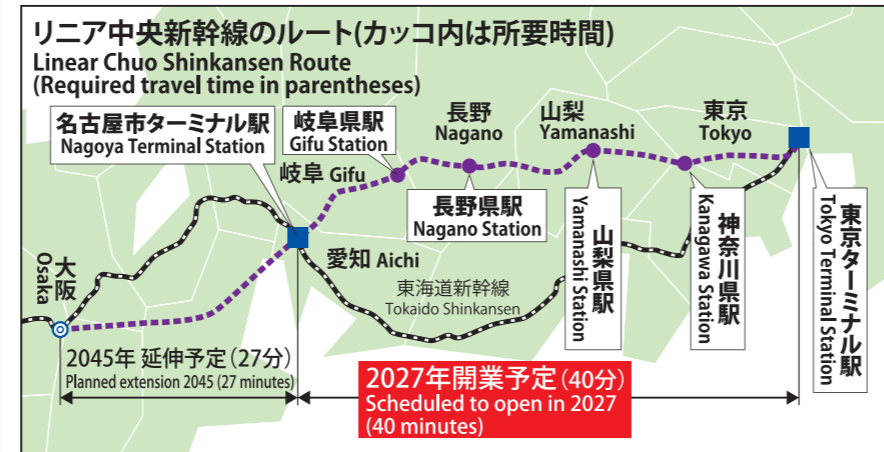 リニア中央新幹線のルート(カッコ内は所要時間)
Linear Chuo Shinkansen Route
(Required travel time in parentheses)
名古屋市ターミナル駅
Nagoya Terminal Station
岐阜県駅
Gifu Station
長野
Nagano
山梨
Yamanashi
東京
Tokyo
岐阜 Gifu
長野県駅
Nagano Station
山梨県駅
Yamanashi Station
神奈川県駅
Kanagawa Station
東京ターミナル駅
Tokyo Terminal Station
大阪
Osaka
愛知 Aichi
東海道新幹線
Tokaido Shinkansen
2045年 延伸予定(27分)
Planned extension 2045 (27 minutes)
2027年開業予定(40分)
Scheduled to open in 2027
(40 minutes)